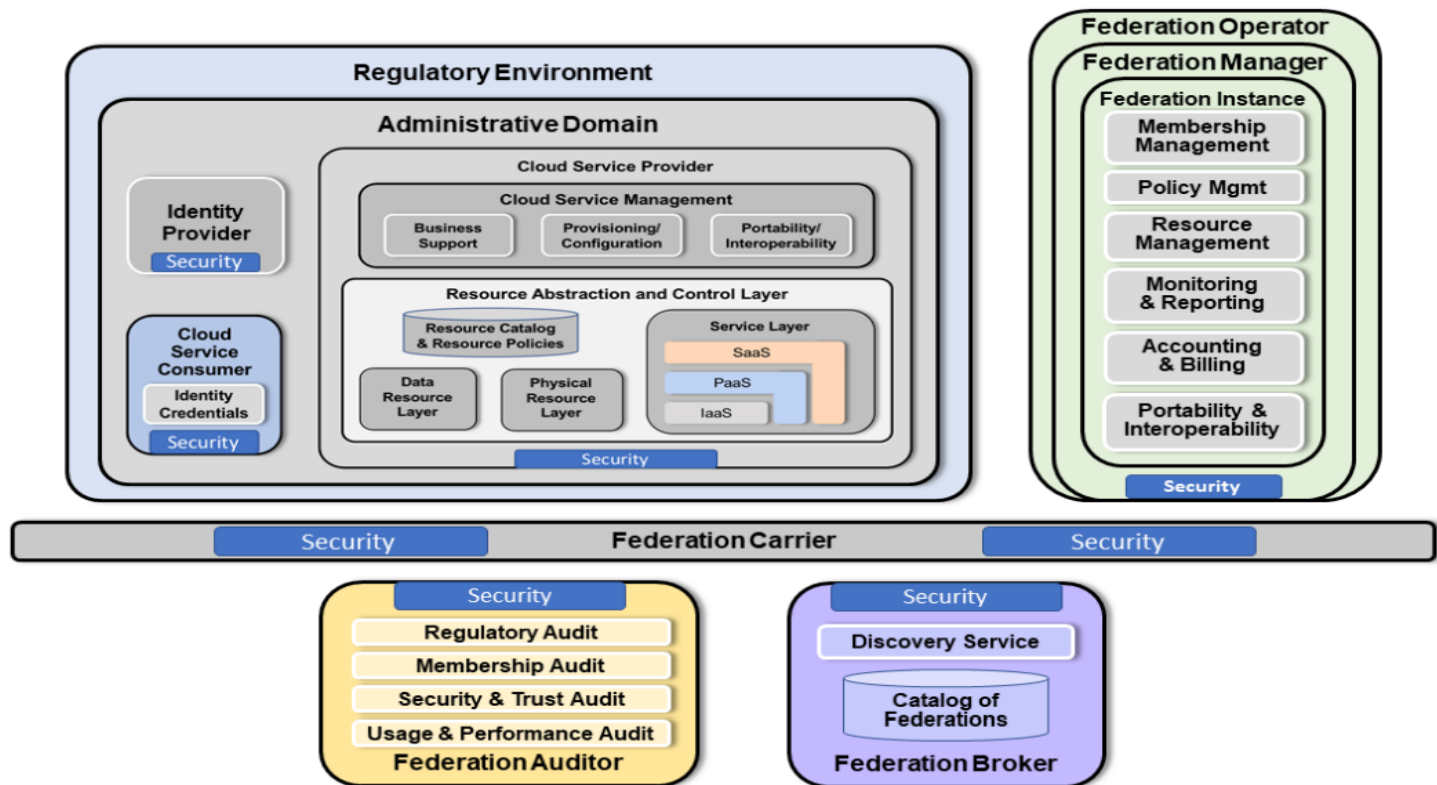 Regulatory Environment
Administrative Domain
Identity
Provider
Security
Cloud
Service
Consumer
Identity
Credentials
Security
Cloud Service Provider
Cloud Service Management
Business
Support
Provisioning/
Configuration
Portability/
Interoperability
Resource Abstraction and Control Layer
Resource Catalog
& Resource Policies
Data
Resource
Layer
Physical
Resource
Layer
Service Layer
SaaS
PaaS
IaaS
Security
Federation Operator
Federation Manager
Federation Instance
Membership
Management
Policy Mgmt
Resource
Management
Monitoring
& Reporting
Accounting
& Billing
Portability &
Interoperability
Security
Security
Federation Carrier
Security
Security
Regulatory Audit
Membership Audit
Security & Trust Audit
Usage & Performance Audit
Federation Auditor
Security
Discovery Service
Catalog of
Federations
Federation Broker